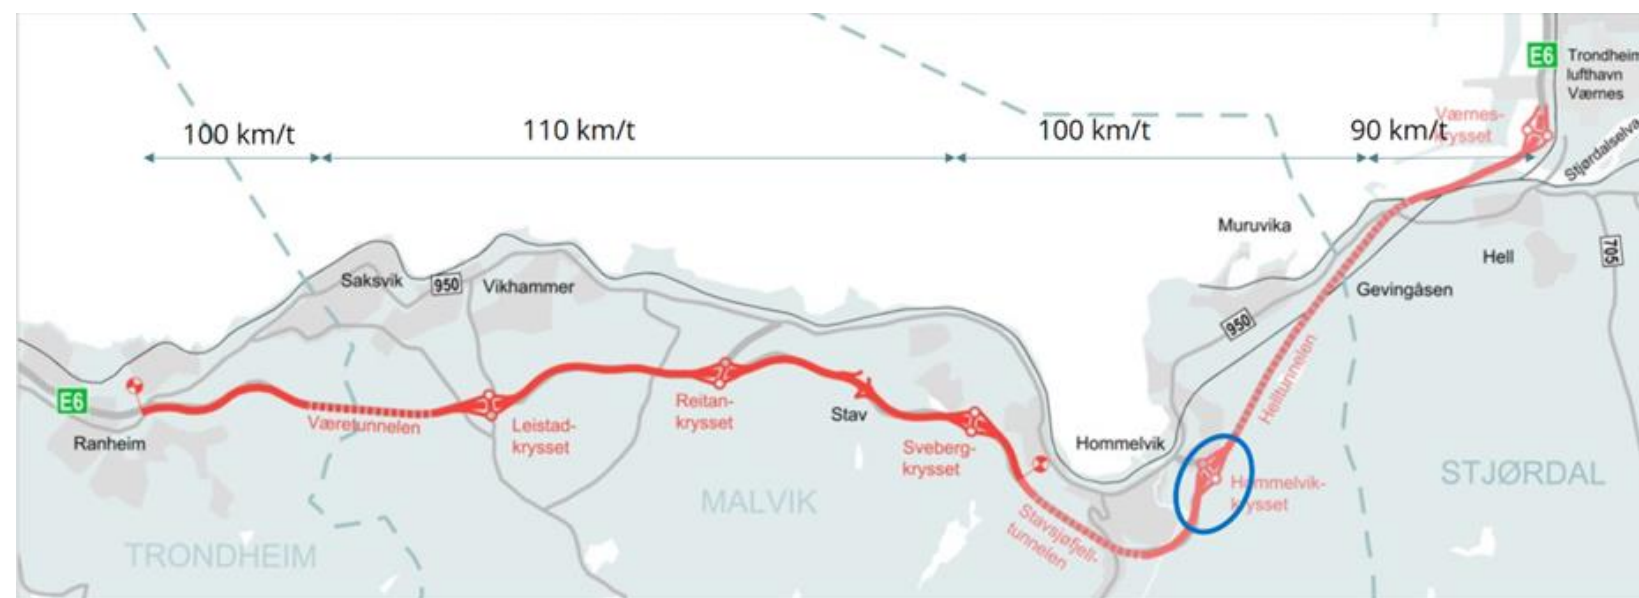 100 km/t
110 km/t
100 km/t
90 km/t
E6
Trondheim
lufthavn
Værnes
Værnes-
krysset
Stjørdalselva
Muruvika
Hell
705
Saksvik
950
Vikhammer
Gevingåsen
950
Helltunnelen
E6
Ranheim
Væretunnelen
Leistad-
krysset
Reitan-
krysset
Stav
Sveberg-
krysset
Hommelvik
Hommelvik-
krysset
STJØRDAL
MALVIK
Stavsjøfjell-
tunnelen
TRONDHEIM